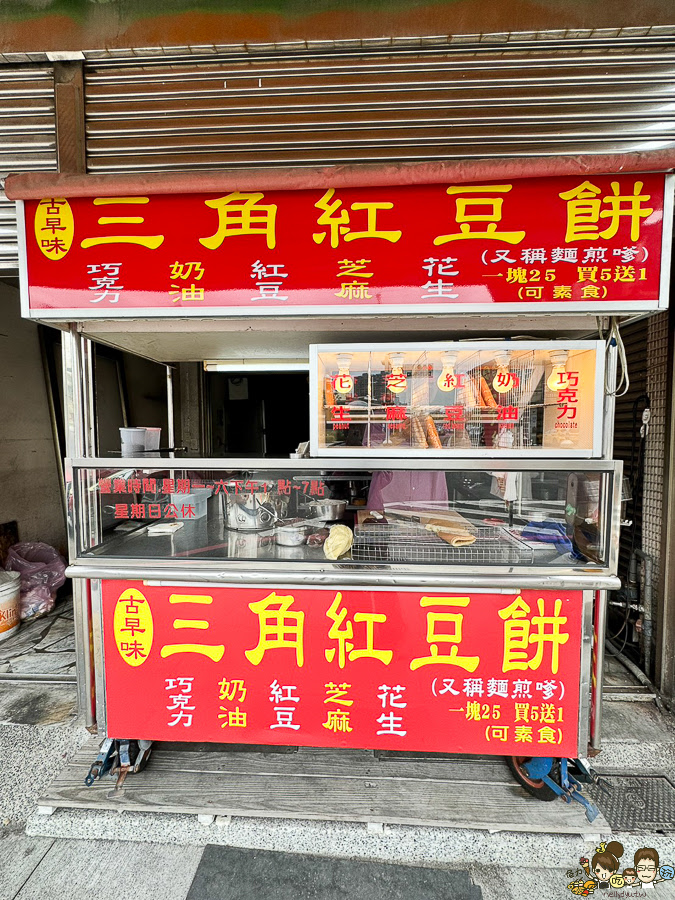 古早味 三角紅豆餅
(又稱麵煎嗲)
巧克力 奶油 紅豆 芝麻 花生
一塊25 買5送1
(可素食)
花生 芝麻 紅豆 奶油 巧克力
peanut chocolate
營業時間 星期一~六下午1點~7點
星期日公休
古早味 三角紅豆餅
(又稱麵煎嗲)
巧克力 奶油 紅豆 芝麻 花生
一塊25 買5送1
(可素食)